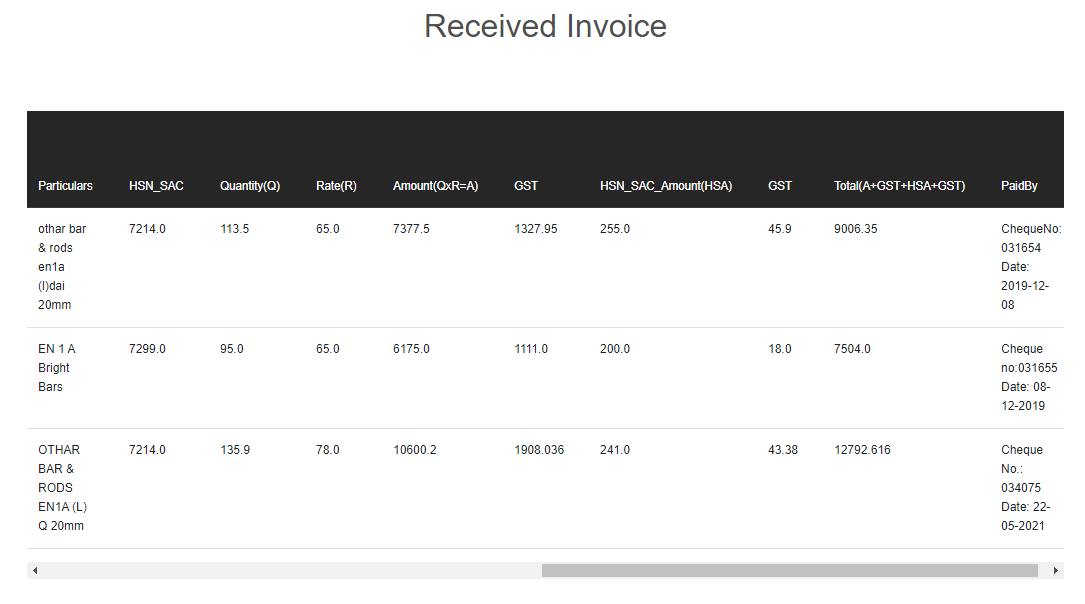 Received Invoice
Particulars HSN_SAC Quantity(Q) Rate(R) Amount(QxR=A) GST HSN_SAC_Amount(HSA) GST Total(A+GST+HSA+GST) PaidBy
othar bar 7214.0 113.5 65.0 7377.5 1327.95 255.0 45.9 9006.35 ChequeNo:
& rods 031654
en1a Date:
(l)dai 2019-12-
20mm 08
EN 1 A 7299.0 95.0 65.0 6175.0 1111.0 200.0 18.0 7504.0 Cheque
Bright no:031655
Bars Date: 08-
12-2019
OTHAR 7214.0 135.9 78.0 10600.2 1908.036 241.0 43.38 12792.616 Cheque
BAR & No.:
RODS 034075
EN1A (L) Date: 22-
Q 20mm 05-2021